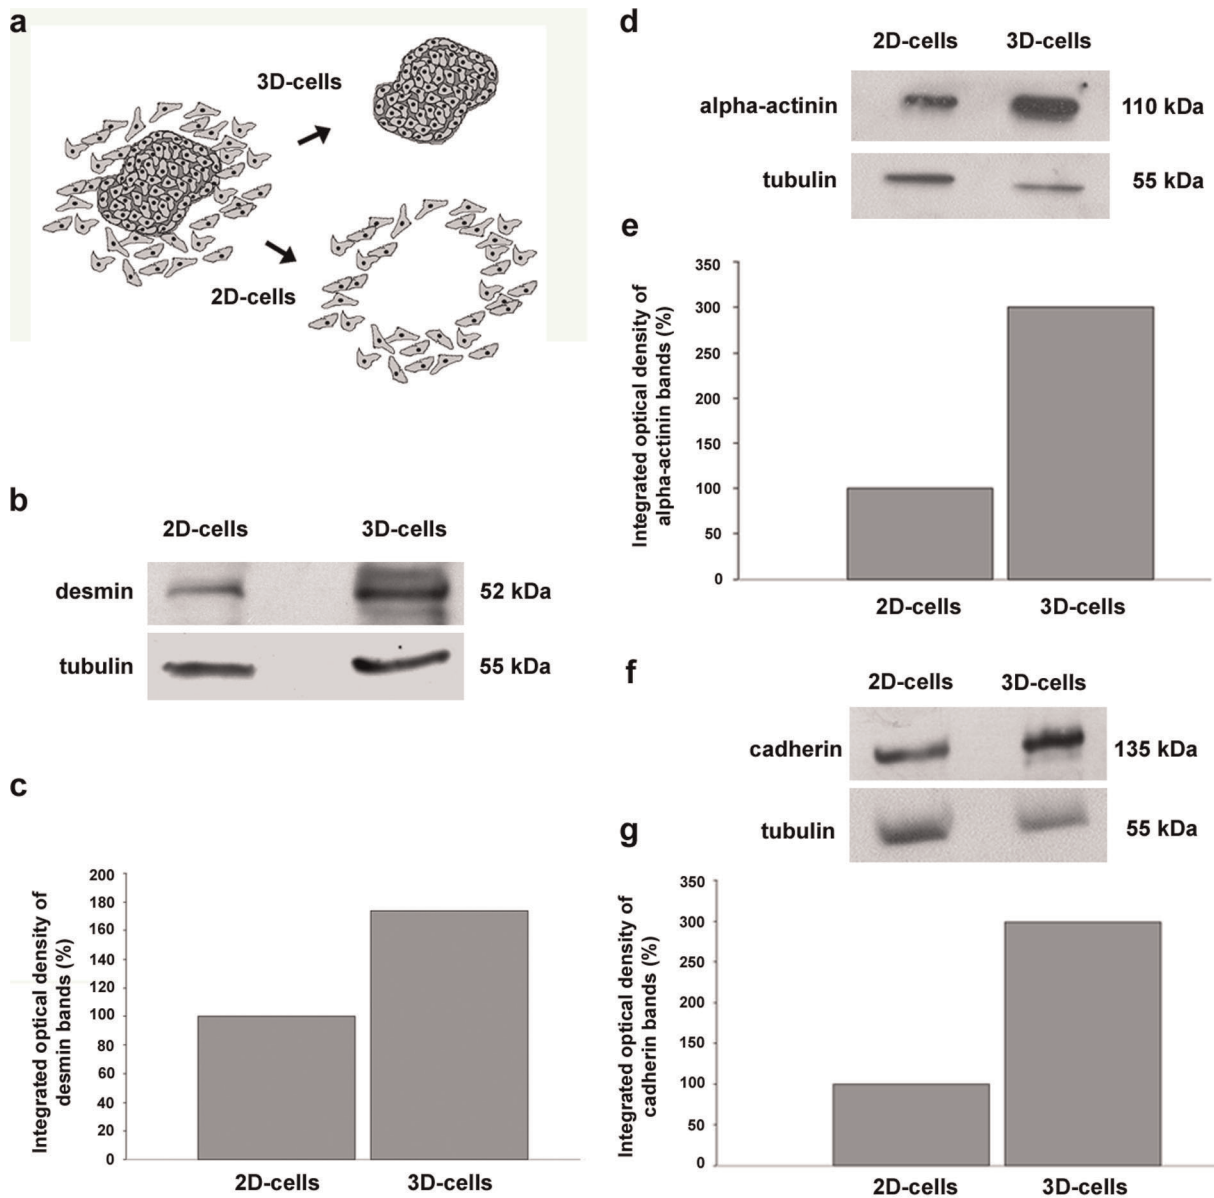 a
3D-cells
2D-cells
b
2D-cells 3D-cells
desmin 52 kDa
tubulin 55 kDa
c
Integrated optical density of
desmin bands (%)
200
180
160
140
120
100
80
60
40
20
0
2D-cells 3D-cells
d
2D-cells 3D-cells
alpha-actinin 110 kDa
tubulin 55 kDa
e
Integrated optical density of
alpha-actinin bands (%)
350
300
250
200
150
100
50
0
2D-cells 3D-cells
f
2D-cells 3D-cells
cadherin 135 kDa
tubulin 55 kDa
g
Integrated optical density of
cadherin bands (%)
350
300
250
200
150
100
50
0
2D-cells 3D-cells